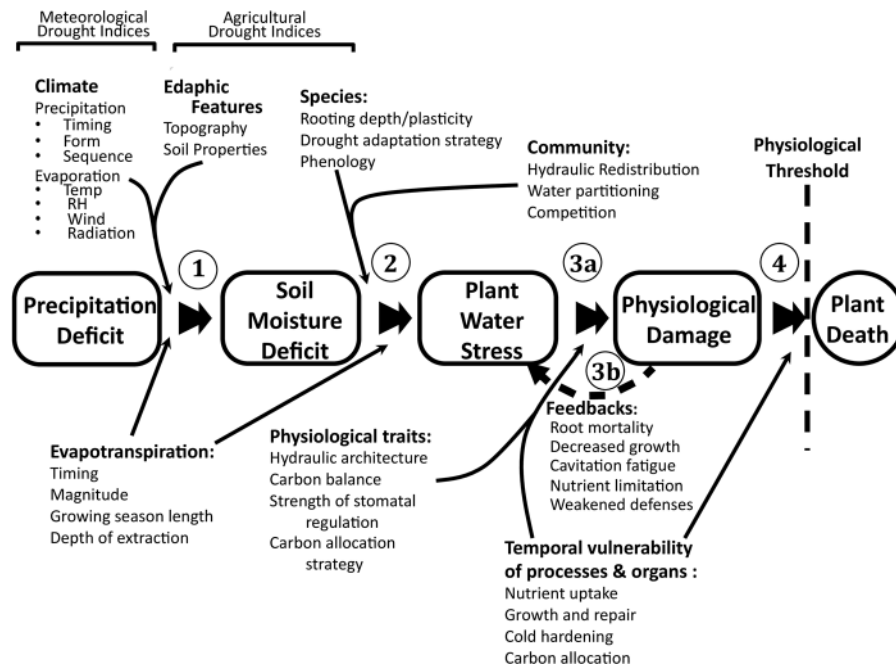 Meteorological
Drought Indices
Agricultural
Drought Indices
Climate
Precipitation
• Timing
• Form
• Sequence
Evaporation
• Temp
• RH
• Wind
• Radiation
Edaphic
Features
Topography
Soil Properties
Species:
Rooting depth/plasticity
Drought adaptation strategy
Phenology
Community:
Hydraulic Redistribution
Water partitioning
Competition
Physiological
Threshold
1
2
3a
4
Precipitation
Deficit
Soil
Moisture
Deficit
Plant
Water
Stress
Physiological
Damage
Plant
Death
3b
Evapotranspiration:
Timing
Magnitude
Growing season length
Depth of extraction
Physiological traits:
Hydraulic architecture
Carbon balance
Strength of stomatal
regulation
Carbon allocation
strategy
Feedbacks:
Root mortality
Decreased growth
Cavitation fatigue
Nutrient limitation
Weakened defenses
Temporal vulnerability
of processes & organs :
Nutrient uptake
Growth and repair
Cold hardening
Carbon allocation